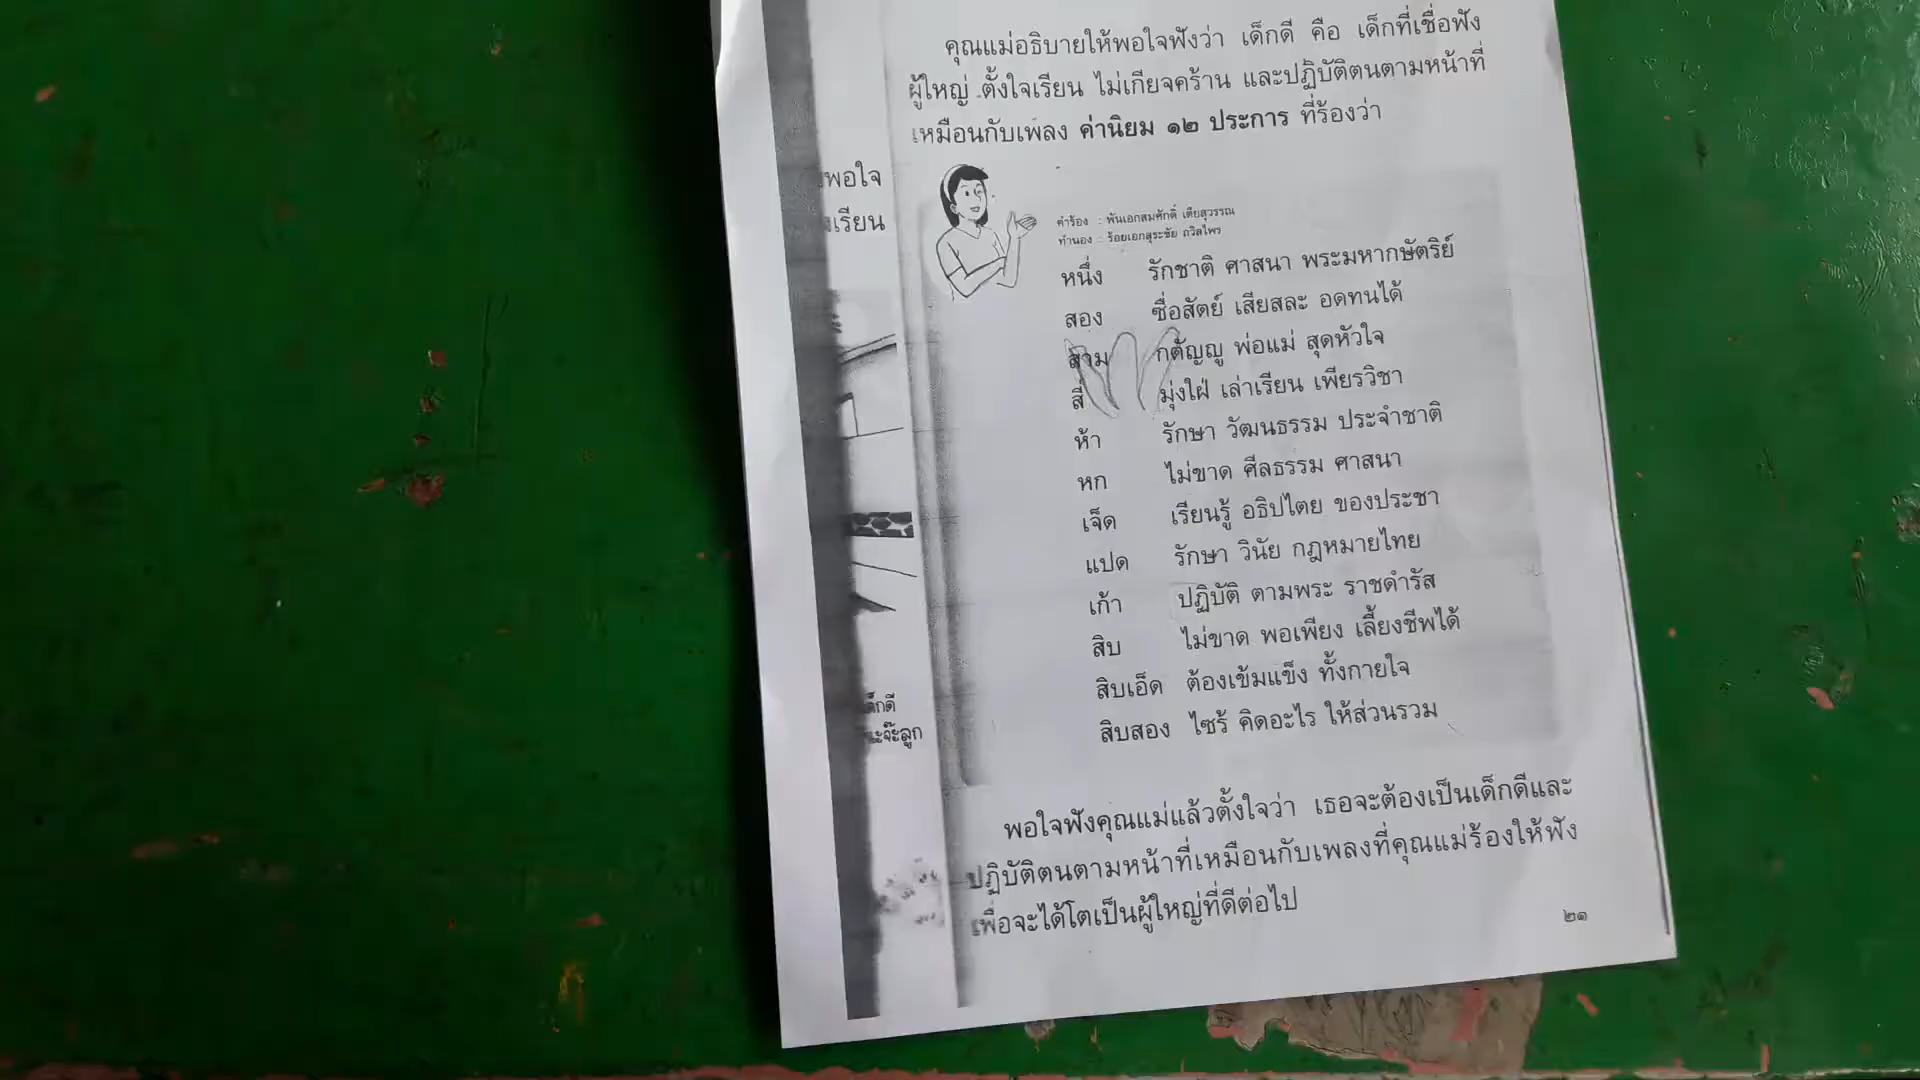 คุณแม่อธิบายให้พอใจฟังว่า เด็กดี คือ เด็กที่เชื่อฟัง
ผู้ใหญ่ ตั้งใจเรียน ไม่เกียจคร้าน และปฏิบัติตนตามหน้าที่
เหมือนกับเพลง ค่านิยม ๑๒ ประการ ที่ร้องว่า
พอใจ
เรียน
คำร้อง : พันเอกสมศักดิ์ เตียสุวรรณ
ทำนอง : ร้อยเอกสุระชัย ถวิลไพร
หนึ่ง รักชาติ ศาสนา พระมหากษัตริย์
สอง ซื่อสัตย์ เสียสละ อดทนได้
สาม กตัญญู พ่อแม่ สุดหัวใจ
สี่ มุ่งใฝ่ เล่าเรียน เพียรวิชา
ห้า รักษา วัฒนธรรม ประจำชาติ
หก ไม่ขาด ศีลธรรม ศาสนา
เจ็ด เรียนรู้ อธิปไตย ของประชา
แปด รักษา วินัย กฎหมายไทย
เก้า ปฏิบัติ ตามพระ ราชดำรัส
สิบ ไม่ขาด พอเพียง เลี้ยงชีพได้
สิบเอ็ด ต้องเข้มแข็ง ทั้งกายใจ
สิบสอง ไซร้ คิดอะไร ให้ส่วนรวม
เด็กดี
นะจ๊ะลูก
พอใจฟังคุณแม่แล้วตั้งใจว่า เธอจะต้องเป็นเด็กดีและ
ปฏิบัติตนตามหน้าที่เหมือนกับเพลงที่คุณแม่ร้องให้ฟัง
เพื่อจะได้โตเป็นผู้ใหญ่ที่ดีต่อไป
๒๑